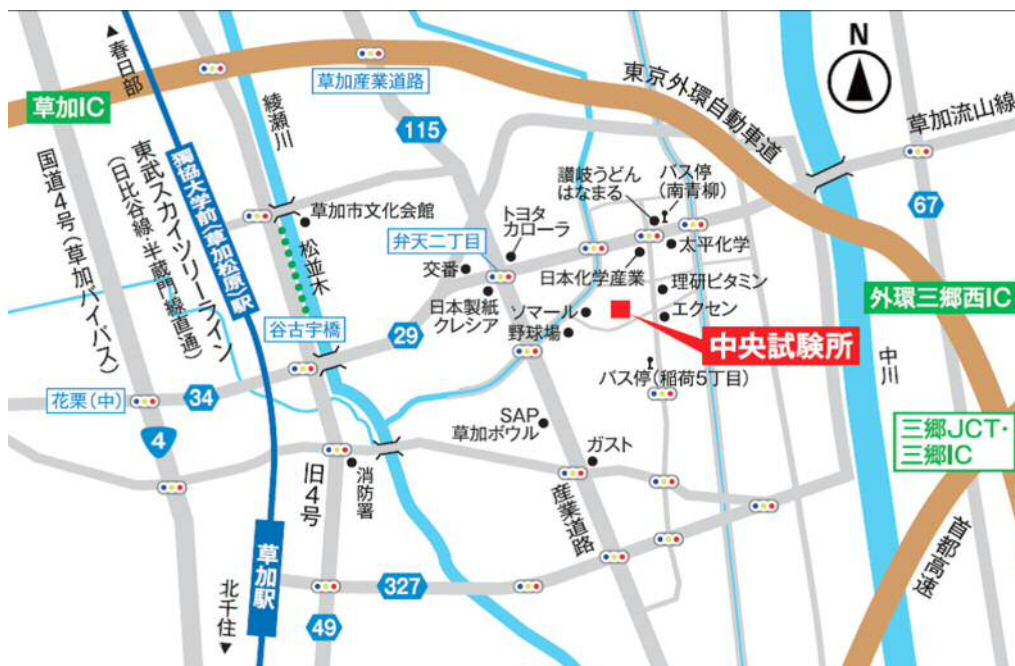 ▲春日部
草加IC
国道4号(草加バイパス)
東武スカイツリーライン
(日比谷線・半蔵門線直通)
獨協大学前〈草加松原〉駅
綾瀬川
草加産業道路
115
東京外環自動車道
N
草加流山線
67
讃岐うどん
はなまる
バス停
(南青柳)
草加市文化会館
松並木
弁天二丁目
トヨタ
カローラ
太平化学
交番
日本化学産業
日本製紙
クレシア
理研ビタミン
ソマール
エクセン
野球場
外環三郷西IC
谷古宇橋
29
中央試験所
中川
バス停(稲荷5丁目)
花栗(中)
34
4
SAP
草加ボウル
ガスト
三郷JCT・
三郷IC
旧4号
消防署
産業道路
首都高速
草加駅
327
北千住▼
49